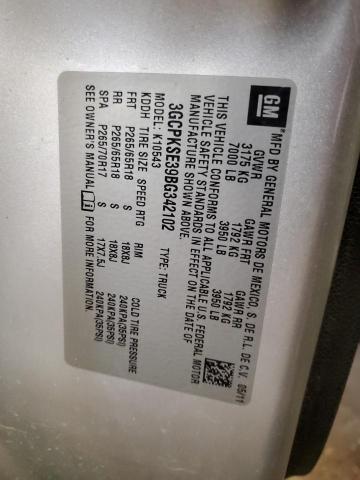 GM
MFD BY GENERAL MOTORS DE MEXICO, S. DE R.L. DE C.V. 05/11
GVWR GAWR FRT GAWR RR
3175 KG 1792 KG 1792 KG
7000 LB 3950 LB 3950 LB
THIS VEHICLE CONFORMS TO ALL APPLICABLE U.S. FEDERAL MOTOR
VEHICLE SAFETY STANDARDS IN EFFECT ON THE DATE OF
MANUFACTURE SHOWN ABOVE.
3GCPKSE39BG342102 TYPE: TRUCK
MODEL: K10543
KDDH TIRE SIZE SPEED RTG RIM COLD TIRE PRESSURE
FRT P265/65R18 S 18X8J 240KPA(35PSI)
RR P265/65R18 S 18X8J 240KPA(35PSI)
SPA P265/70R17 S 17X7.5J 240KPA(35PSI)
SEE OWNER'S MANUAL